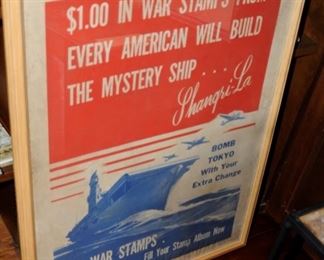 $1.00 IN WAR STAMPS FROM
EVERY AMERICAN WILL BUILD
THE MYSTERY SHIP . . . .
Shangri-La
BOMB
TOKYO
With Your
Extra Change
WAR STAMPS .
Fill Your Stamp Album Now